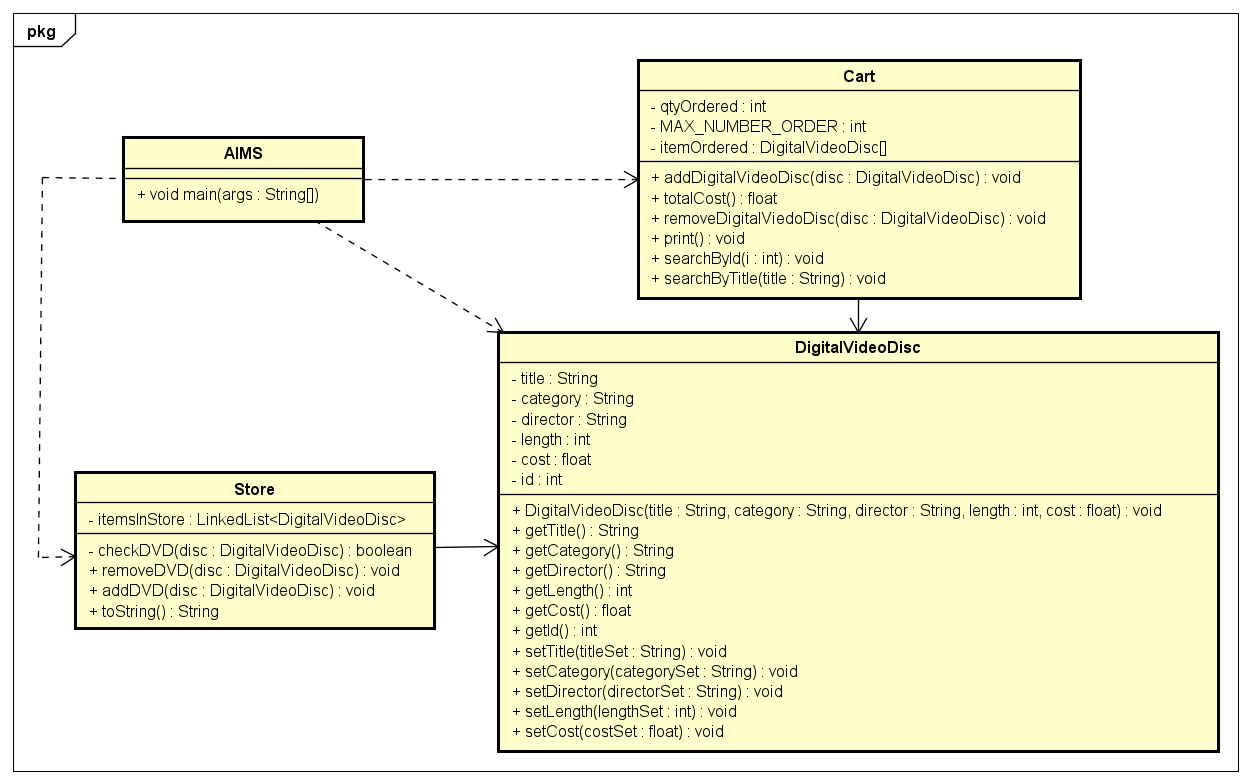 pkg
AIMS
+ void main(args : String[])
Cart
- qtyOrdered : int
- MAX_NUMBER_ORDER : int
- itemOrdered : DigitalVideoDisc[]
+ addDigitalVideoDisc(disc : DigitalVideoDisc) : void
+ totalCost() : float
+ removeDigitalViedoDisc(disc : DigitalVideoDisc) : void
+ print() : void
+ searchById(i : int) : void
+ searchByTitle(title : String) : void
DigitalVideoDisc
- title : String
- category : String
- director : String
- length : int
- cost : float
- id : int
+ DigitalVideoDisc(title : String, category : String, director : String, length : int, cost : float) : void
+ getTitle() : String
+ getCategory() : String
+ getDirector() : String
+ getLength() : int
+ getCost() : float
+ getId() : int
+ setTitle(titleSet : String) : void
+ setCategory(categorySet : String) : void
+ setDirector(directorSet : String) : void
+ setLength(lengthSet : int) : void
+ setCost(costSet : float) : void
Store
- itemsInStore : LinkedList<DigitalVideoDisc>
- checkDVD(disc : DigitalVideoDisc) : boolean
+ removeDVD(disc : DigitalVideoDisc) : void
+ addDVD(disc : DigitalVideoDisc) : void
+ toString() : String